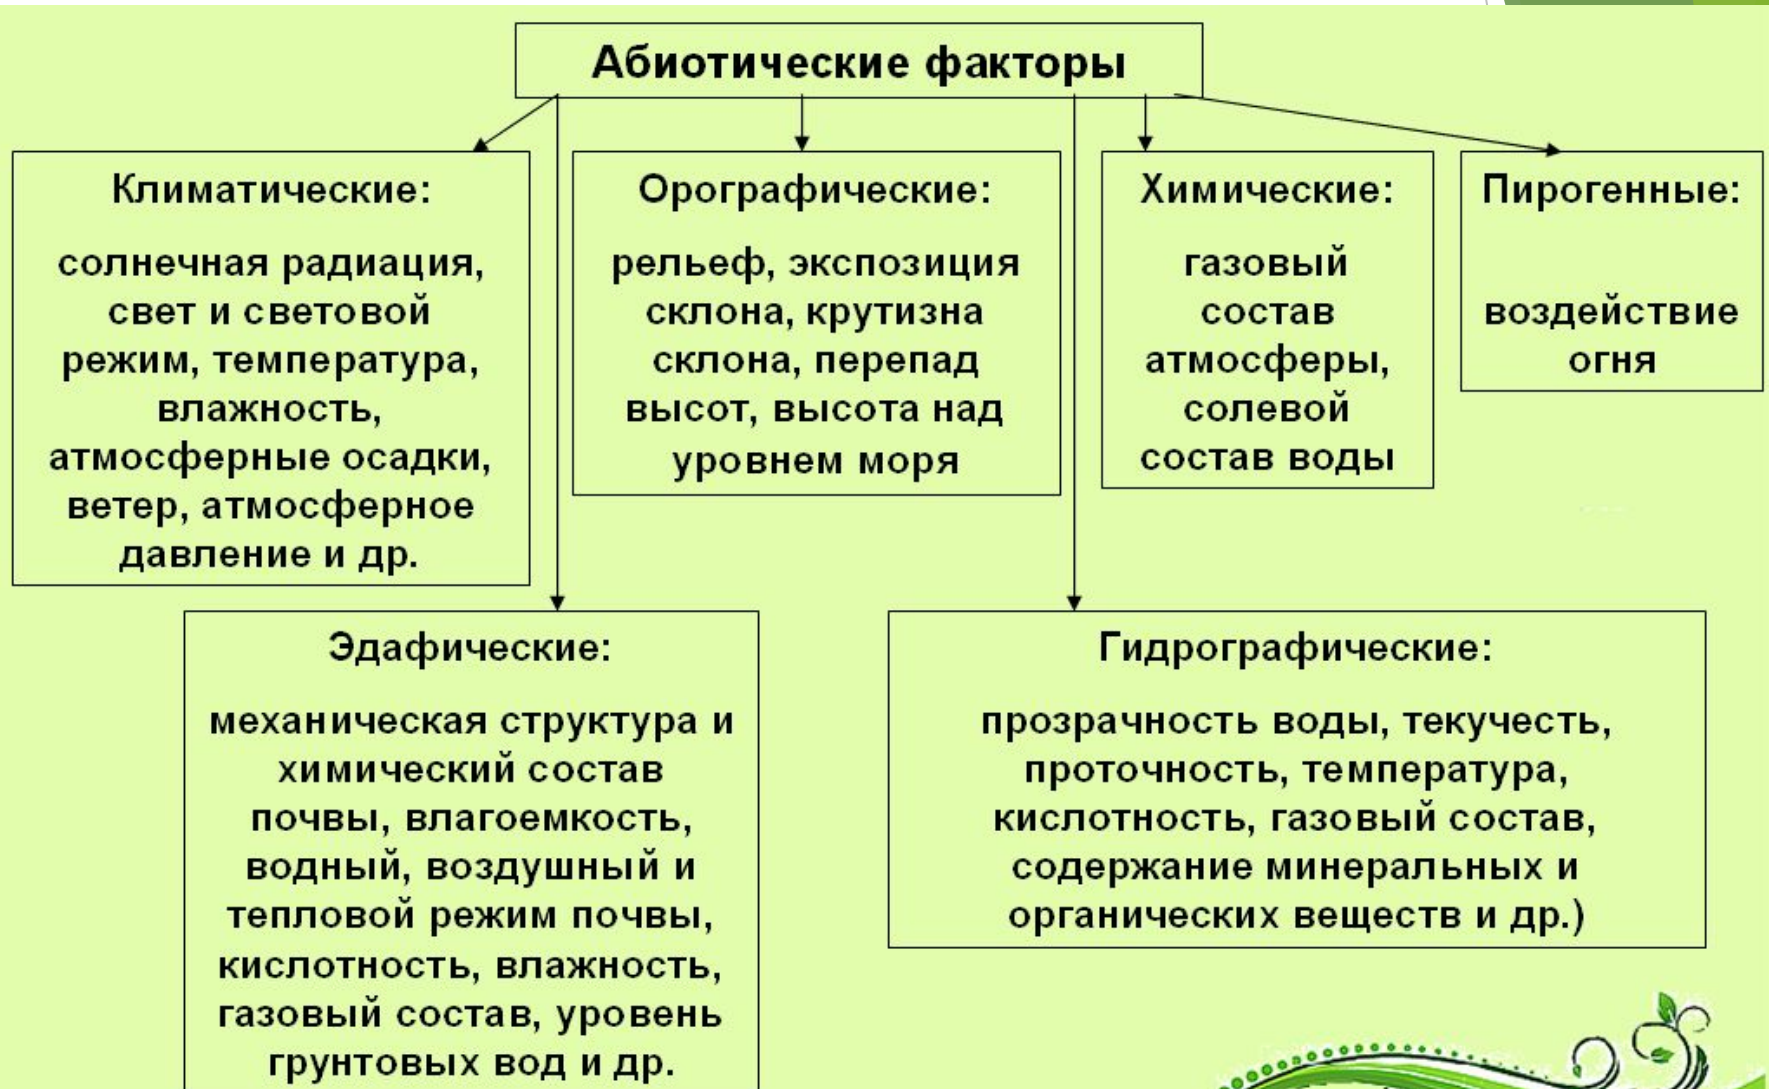 Абиотические факторы
Климатические:
солнечная радиация,
свет и световой
режим, температура,
влажность,
атмосферные осадки,
ветер, атмосферное
давление и др.
Орографические:
рельеф, экспозиция
склона, крутизна
склона, перепад
высот, высота над
уровнем моря
Химические:
газовый
состав
атмосферы,
солевой
состав воды
Пирогенные:
воздействие
огня
Эдафические:
механическая структура и
химический состав
почвы, влагоемкость,
водный, воздушный и
тепловой режим почвы,
кислотность, влажность,
газовый состав, уровень
грунтовых вод и др.
Гидрографические:
прозрачность воды, текучесть,
проточность, температура,
кислотность, газовый состав,
содержание минеральных и
органических веществ и др.)